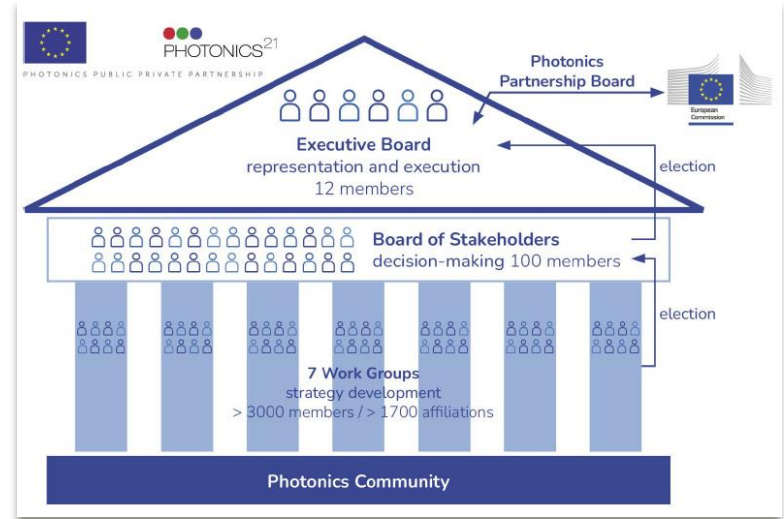 PHOTONICS²¹
PHOTONICS PUBLIC PRIVATE PARTNERSHIP
Photonics
Partnership Board
European
Commission
Executive Board
representation and execution
12 members
election
Board of Stakeholders
decision-making 100 members
election
7 Work Groups
strategy development
> 3000 members / > 1700 affiliations
Photonics Community